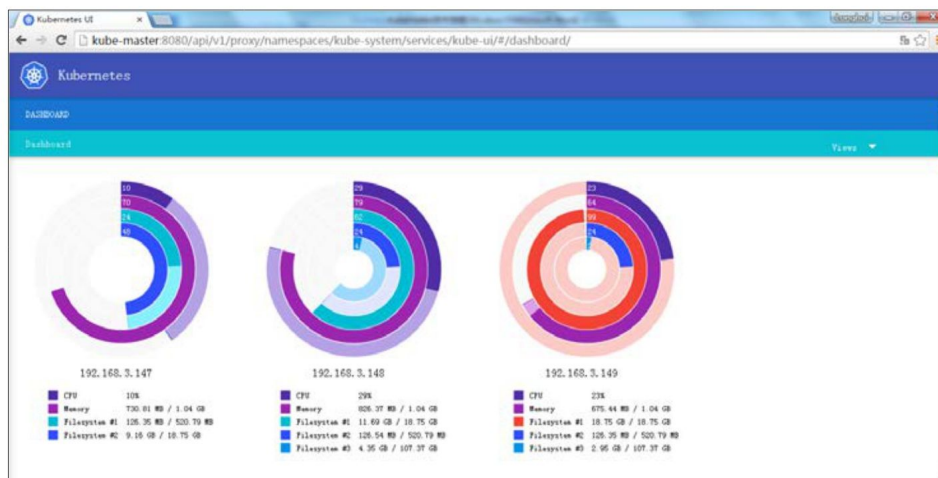 Kubernetes UI
kube-master:8080/api/v1/proxy/namespaces/kube-system/services/kube-ui/#/dashboard/
Kubernetes
DASHBOARD
Dashboard
Views
10
70
24
48
29
79
62
24
4
23
64
99
24
192.168.3.147
CPU 10%
Memory 730.81 MB / 1.04 GB
Filesystem #1 126.35 MB / 520.79 MB
Filesystem #2 9.16 GB / 18.75 GB
192.168.3.148
CPU 29%
Memory 826.37 MB / 1.04 GB
Filesystem #1 11.69 GB / 18.75 GB
Filesystem #2 126.54 MB / 520.79 MB
Filesystem #3 4.35 GB / 107.37 GB
192.168.3.149
CPU 23%
Memory 675.44 MB / 1.04 GB
Filesystem #1 18.75 GB / 18.75 GB
Filesystem #2 126.35 MB / 520.79 MB
Filesystem #3 2.95 GB / 107.37 GB